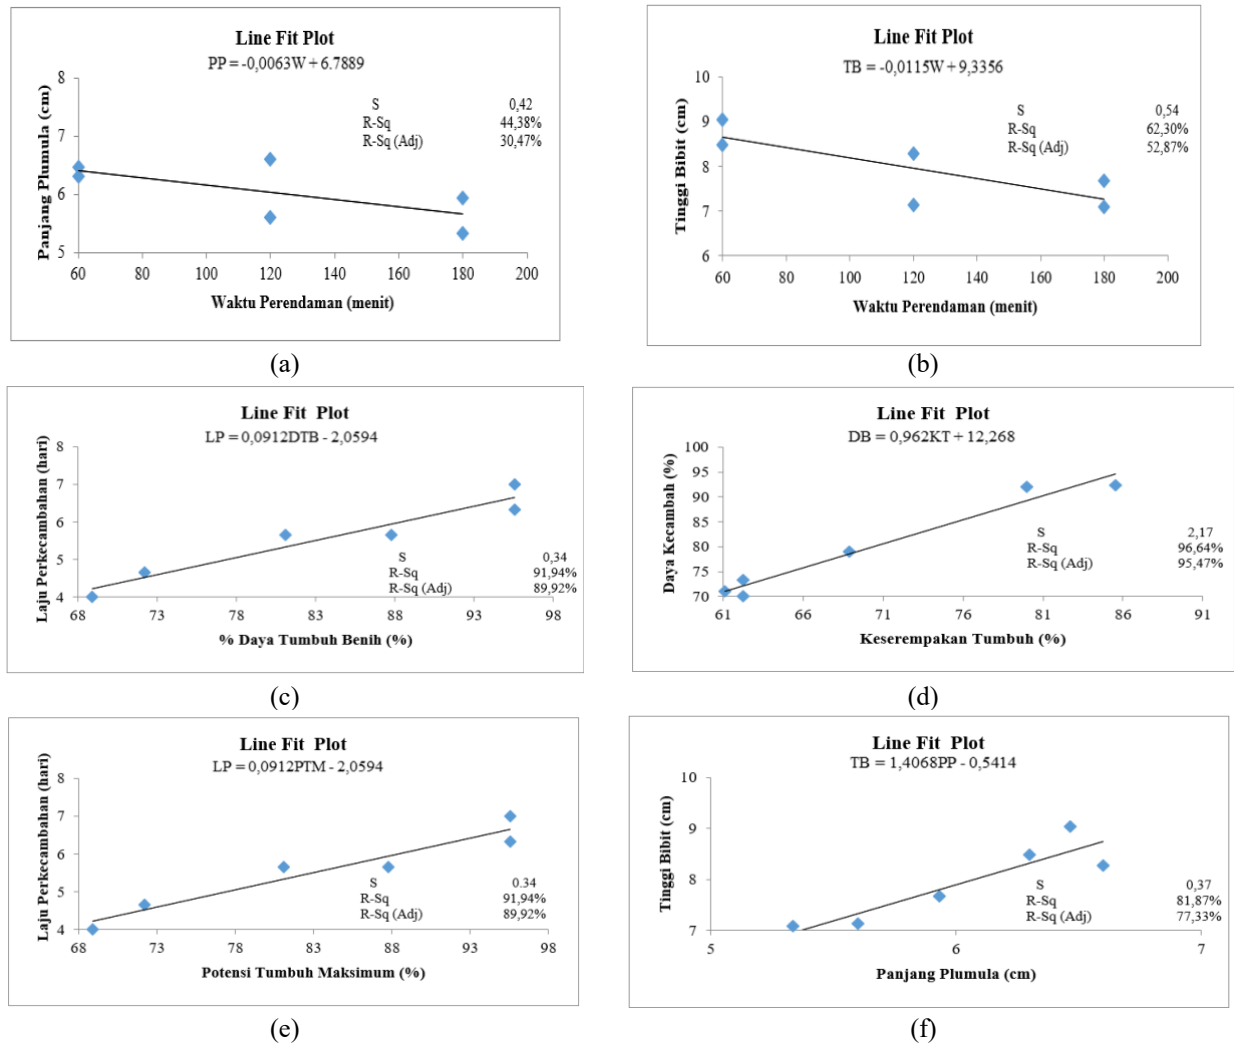 Line Fit Plot
PP = -0,0063W + 6.7889
S 0,42
R-Sq 44,38%
R-Sq (Adj) 30,47%
8
7
6
5
60 80 100 120 140 160 180 200
Panjang Plumula (cm)
Waktu Perendaman (menit)
(a)
Line Fit Plot
TB = -0,0115W + 9,3356
S 0,54
R-Sq 62,30%
R-Sq (Adj) 52,87%
10
9
8
7
6
60 80 100 120 140 160 180 200
Tinggi Bibit (cm)
Waktu Perendaman (menit)
(b)
Line Fit Plot
LP = 0,0912DTB - 2,0594
S 0,34
R-Sq 91,94%
R-Sq (Adj) 89,92%
8
7
6
5
4
68 73 78 83 88 93 98
Laju Perkecambahan (hari)
% Daya Tumbuh Benih (%)
(c)
Line Fit Plot
DB = 0,962KT + 12,268
S 2,17
R-Sq 96,64%
R-Sq (Adj) 95,47%
100
95
90
85
80
75
70
61 66 71 76 81 86 91
Daya Kecambah (%)
Keserempakan Tumbuh (%)
(d)
Line Fit Plot
LP = 0,0912PTM - 2,0594
S 0.34
R-Sq 91,94%
R-Sq (Adj) 89,92%
8
7
6
5
4
68 73 78 83 88 93 98
Laju Perkecambahan (hari)
Potensi Tumbuh Maksimum (%)
(e)
Line Fit Plot
TB = 1,4068PP - 0,5414
S 0,37
R-Sq 81,87%
R-Sq (Adj) 77,33%
10
9
8
7
5 6 7
Tinggi Bibit (cm)
Panjang Plumula (cm)
(f)